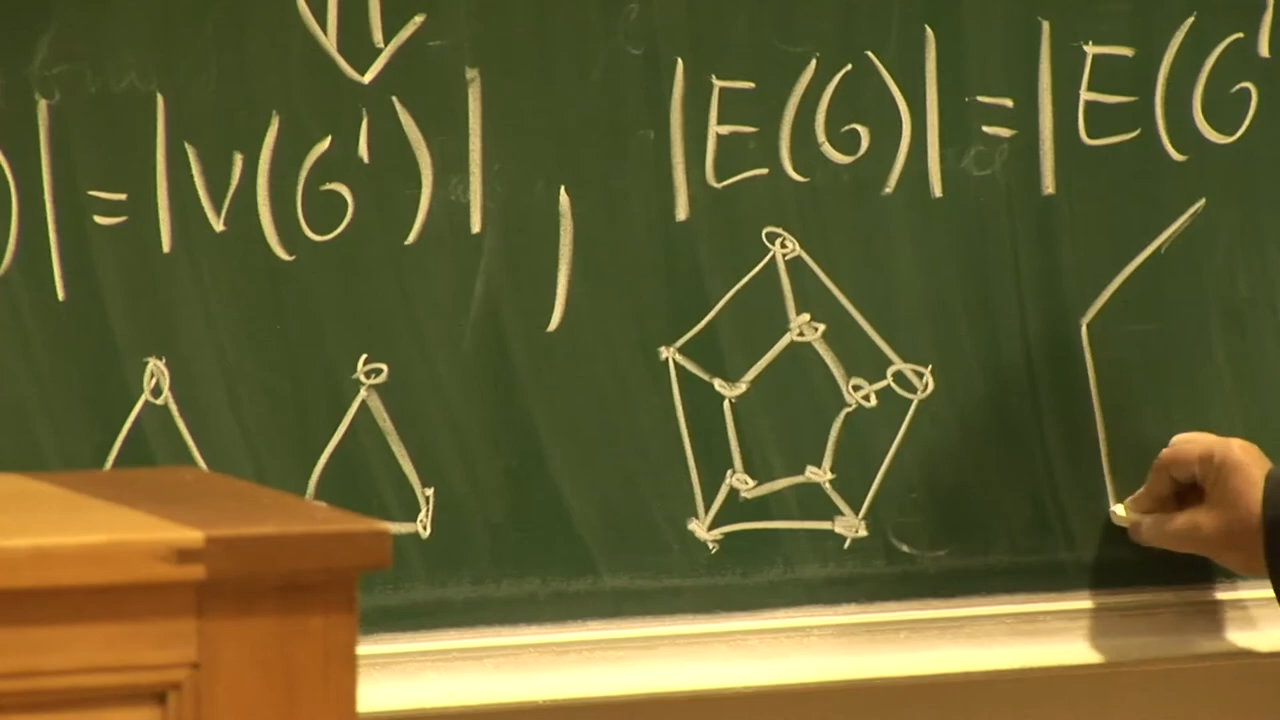 )| = |V(G')| , |E(G)| = |E(G'